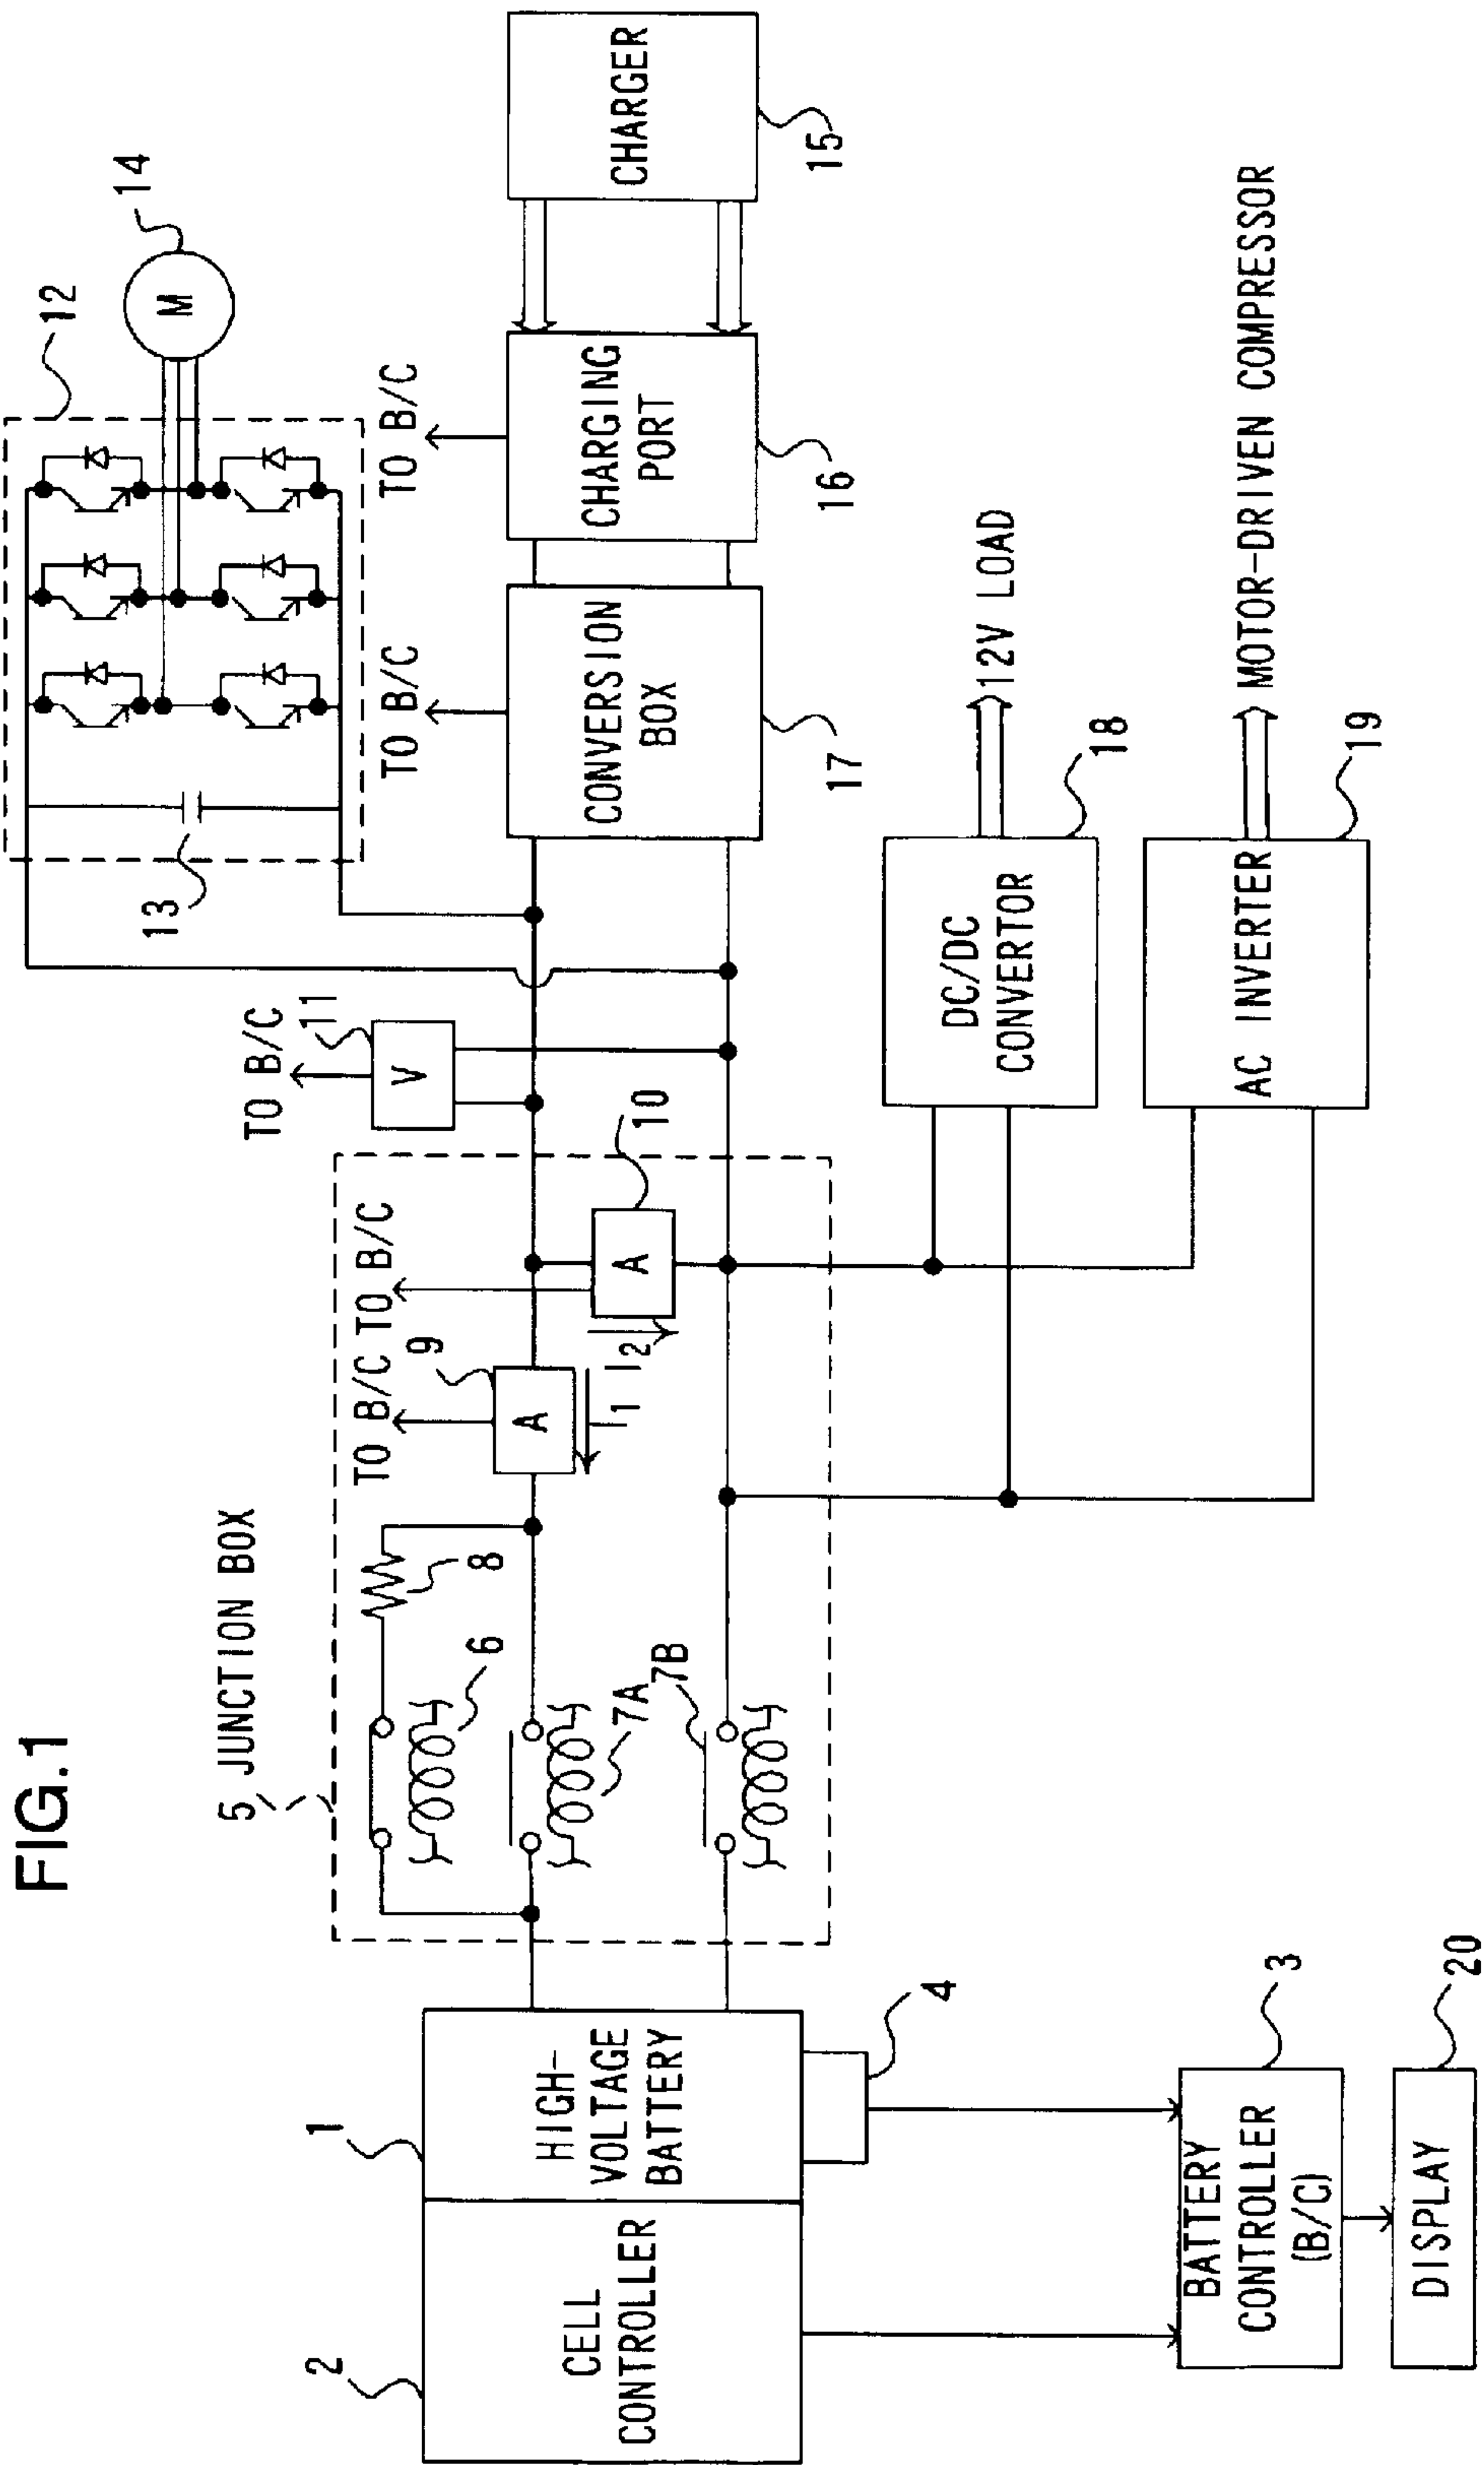 FIG.1
5 JUNCTION BOX
TO B/C
11
V
12
13
14
M
TO B/C
TO B/C
TO B/C
TO B/C
6
8
9
A
I1
10
A
I2
7A
7B
CONVERSION
BOX
17
CHARGING
PORT
16
CHARGER
15
1
HIGH-
VOLTAGE
BATTERY
2
CELL
CONTROLLER
4
DC/DC
CONVERTOR
18
12V LOAD
AC INVERTER
19
MOTOR-DRIVEN COMPRESSOR
BATTERY
CONTROLLER
(B/C)
3
DISPLAY
20